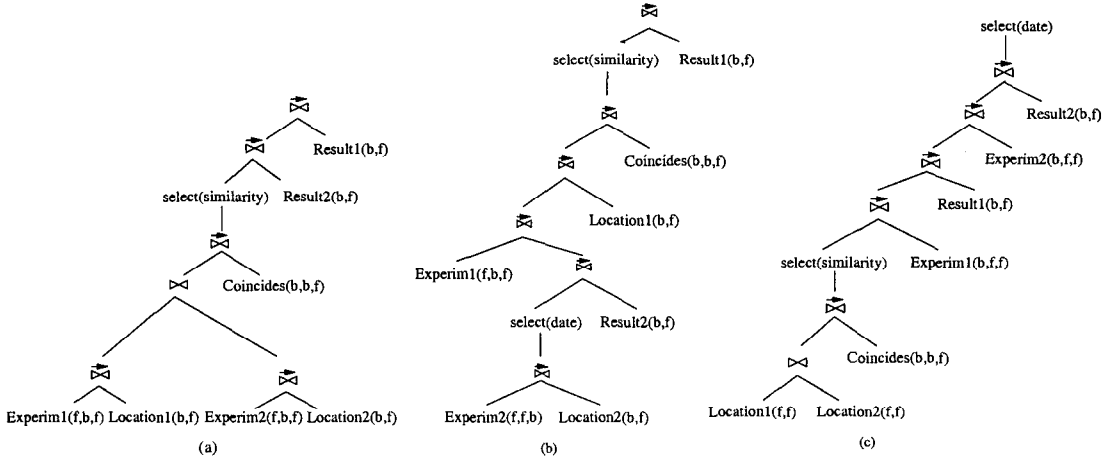 Result1(b,f)
select(similarity) Result2(b,f)
Coincides(b,b,f)
Experim1(f,b,f) Location1(b,f) Experim2(f,b,f) Location2(b,f)
(a)
select(similarity) Result1(b,f)
Coincides(b,b,f)
Location1(b,f)
Experim1(f,b,f)
select(date) Result2(b,f)
Experim2(f,f,b) Location2(b,f)
(b)
select(date)
Result2(b,f)
Experim2(b,f,f)
Result1(b,f)
select(similarity) Experim1(b,f,f)
Coincides(b,b,f)
Location1(f,f) Location2(f,f)
(c)